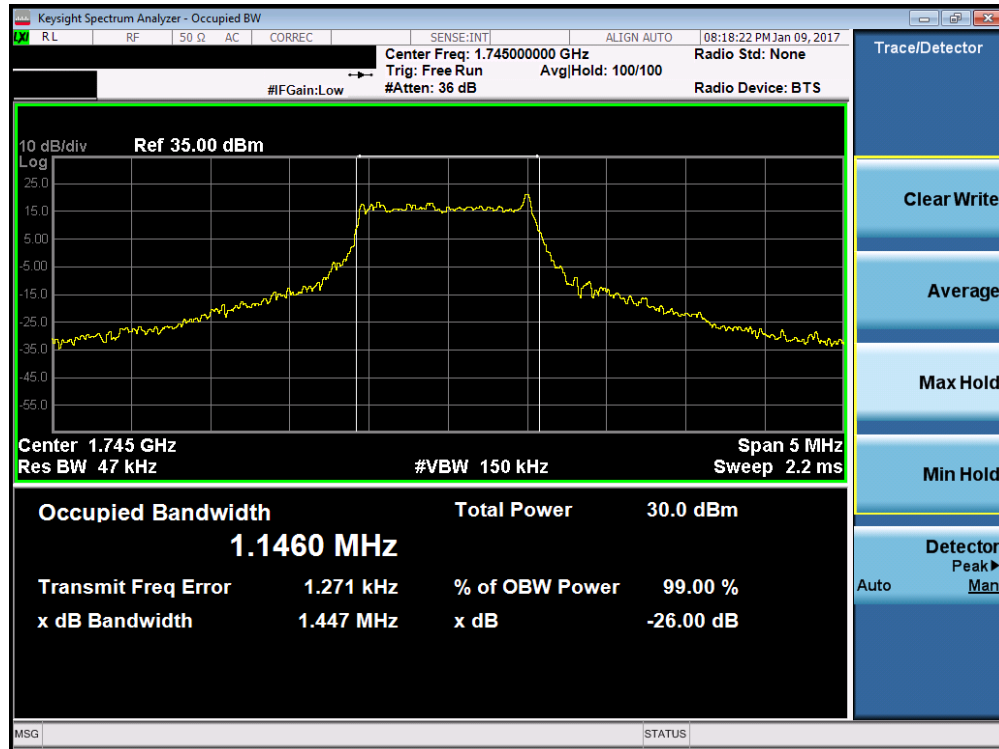 Keysight Spectrum Analyzer - Occupied BW
LXI RL RF 50 Ω AC CORREC SENSE:INT ALIGN AUTO 08:18:22 PM Jan 09, 2017
Center Freq: 1.745000000 GHz Radio Std: None
Trig: Free Run Avg|Hold: 100/100
#IFGain:Low #Atten: 36 dB Radio Device: BTS
Trace/Detector
10 dB/div Ref 35.00 dBm
Log
25.0
15.0
5.00
-5.00
-15.0
-25.0
-35.0
-45.0
-55.0
Center 1.745 GHz Span 5 MHz
Res BW 47 kHz #VBW 150 kHz Sweep 2.2 ms
Occupied Bandwidth Total Power 30.0 dBm
1.1460 MHz
Transmit Freq Error 1.271 kHz % of OBW Power 99.00 %
x dB Bandwidth 1.447 MHz x dB -26.00 dB
Clear Write
Average
Max Hold
Min Hold
Detector
Peak▶
Auto Man
MSG STATUS